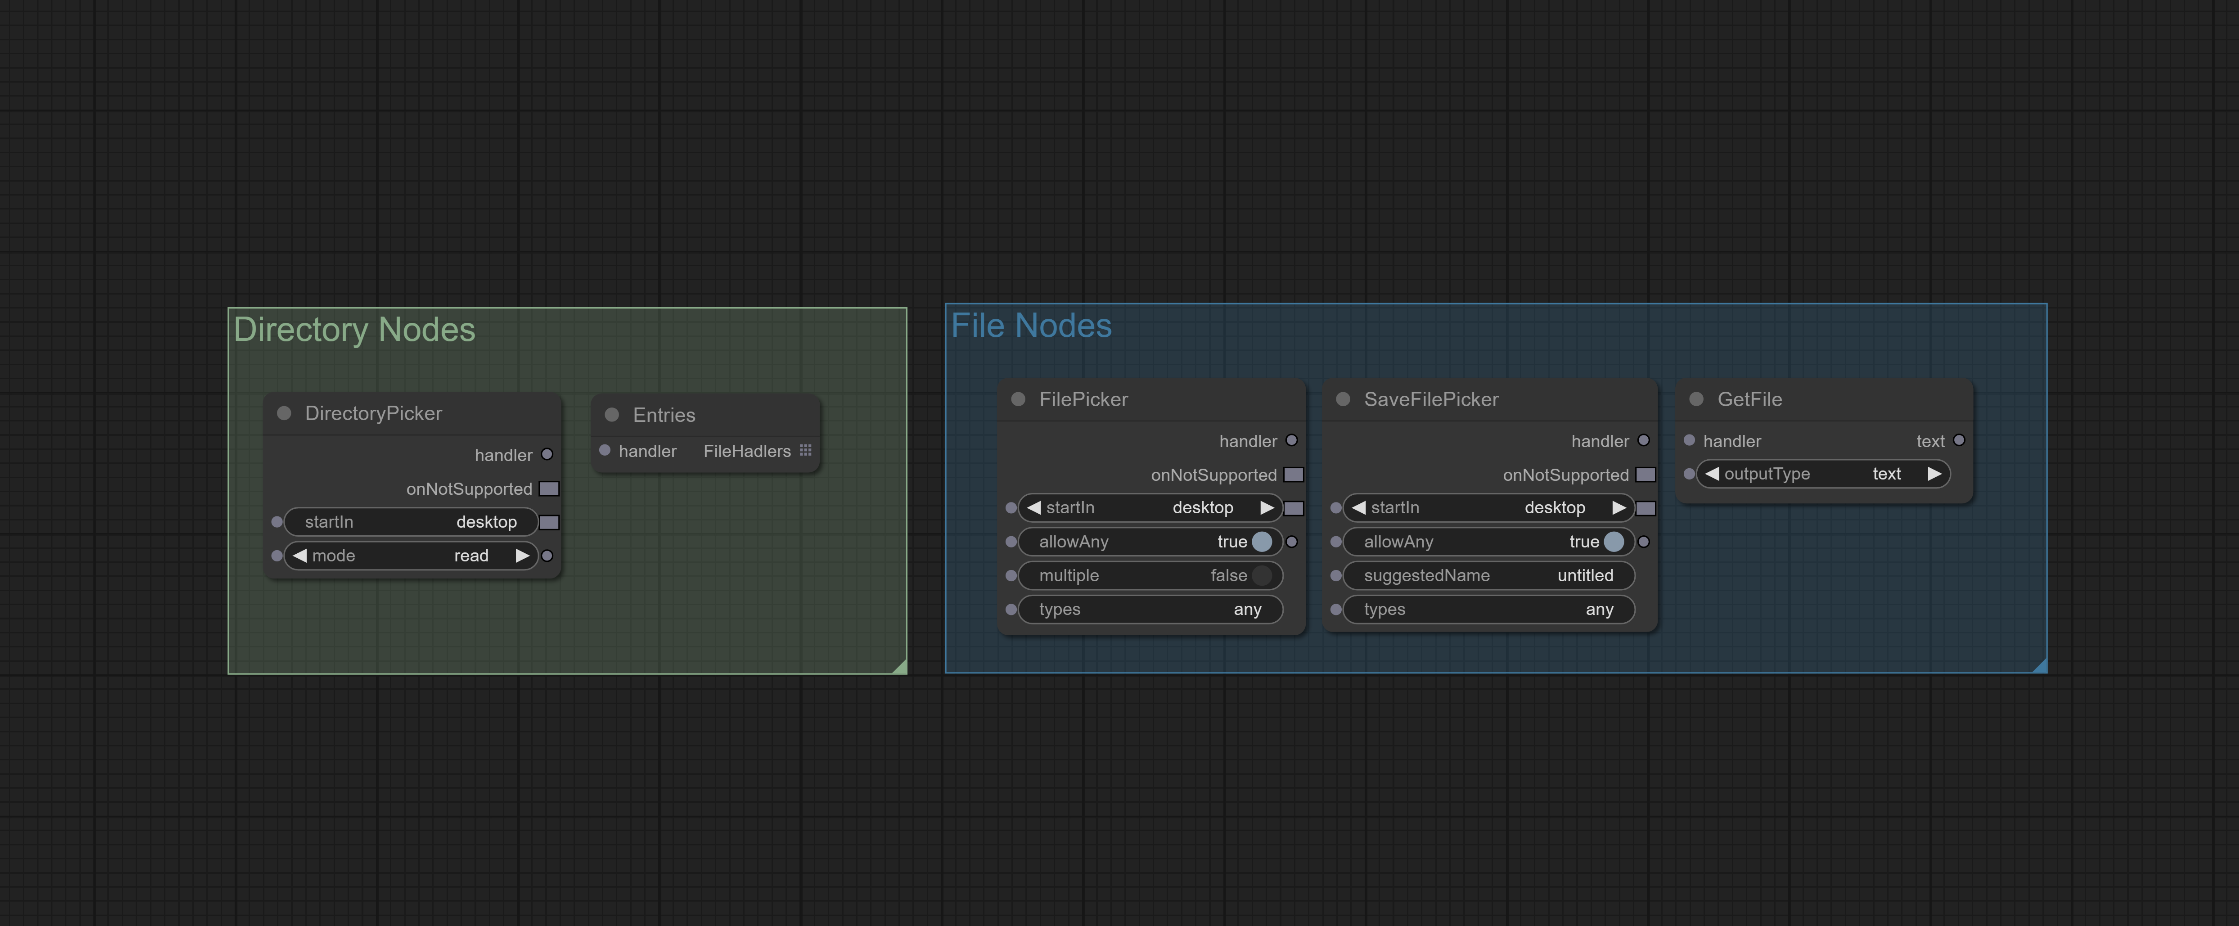 Directory Nodes
DirectoryPicker
handler
onNotSupported
startIn desktop
mode read
Entries
handler FileHadlers
File Nodes
FilePicker
handler
onNotSupported
startIn desktop
allowAny true
multiple false
types any
SaveFilePicker
handler
onNotSupported
startIn desktop
allowAny true
suggestedName untitled
types any
GetFile
handler text
outputType text